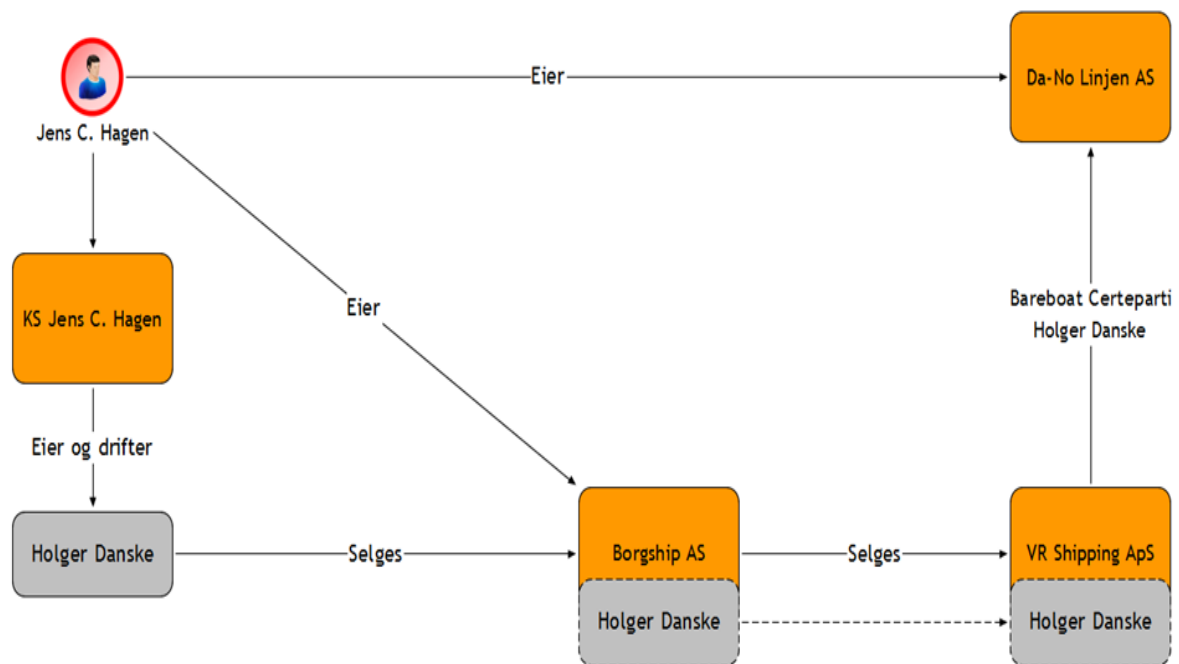 Eier
Da-No Linjen AS
Jens C. Hagen
KS Jens C. Hagen
Eier
Bareboat Certeparti
Holger Danske
Eier og drifter
Holger Danske
Selges
Borgship AS
Selges
VR Shipping ApS
Holger Danske
Holger Danske